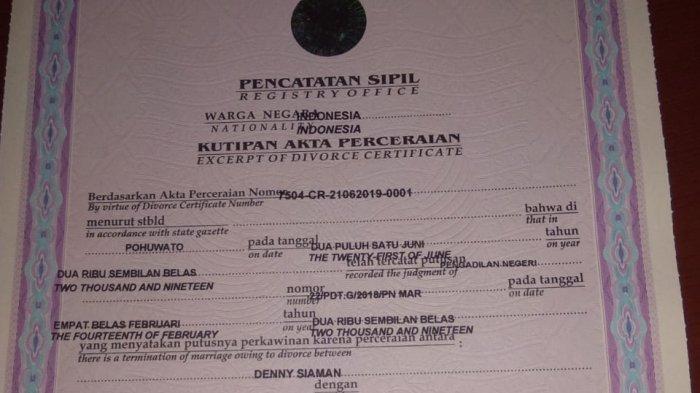 PENCATATAN SIPIL
REGISTRY OFFICE
WARGA NEGARA INDONESIA
NATIONALITY INDONESIA
KUTIPAN AKTA PERCERAIAN
EXCERPT OF DIVORCE CERTIFICATE
Berdasarkan Akta Perceraian Nomor 7504-CR-21062019-0001
By virtue of Divorce Certificate Number
bahwa di
that in
menurut stbld
in accordance with state gazette
tahun
on year
POHUWATO pada tanggal DUA PULUH SATU JUNI
on date THE TWENTY-FIRST OF JUNE
telah tercatat putusan PENGADILAN NEGERI
recorded the judgment of
DUA RIBU SEMBILAN BELAS
TWO THOUSAND AND NINETEEN
nomor 22/PDT.G/2018/PN MAR pada tanggal
number on date
tahun
EMPAT BELAS FEBRUARI on year DUA RIBU SEMBILAN BELAS
THE FOURTEENTH OF FEBRUARY TWO THOUSAND AND NINETEEN
yang menyatakan putusnya perkawinan karena perceraian antara :
there is a termination of marriage owing to divorce between
DENNY SIAMAN
dengan